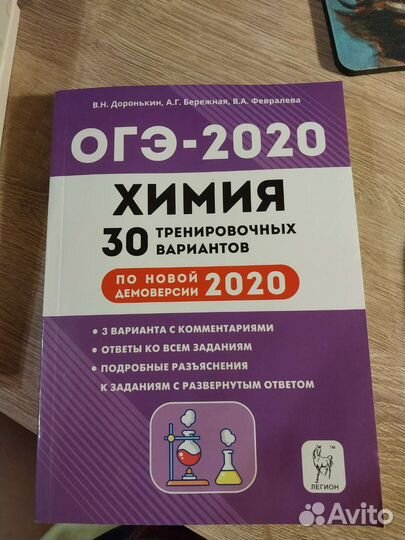 В.Н. Доронькин, А.Г. Бережная, В.А. Февралева
ОГЭ-2020
ХИМИЯ
30 ТРЕНИРОВОЧНЫХ
ВАРИАНТОВ
ПО НОВОЙ
ДЕМОВЕРСИИ 2020
• 3 ВАРИАНТА С КОММЕНТАРИЯМИ
• ОТВЕТЫ КО ВСЕМ ЗАДАНИЯМ
• ПОДРОБНЫЕ РАЗЪЯСНЕНИЯ
К ЗАДАНИЯМ С РАЗВЕРНУТЫМ ОТВЕТОМ
TM
ЛЕГИОН
Avito